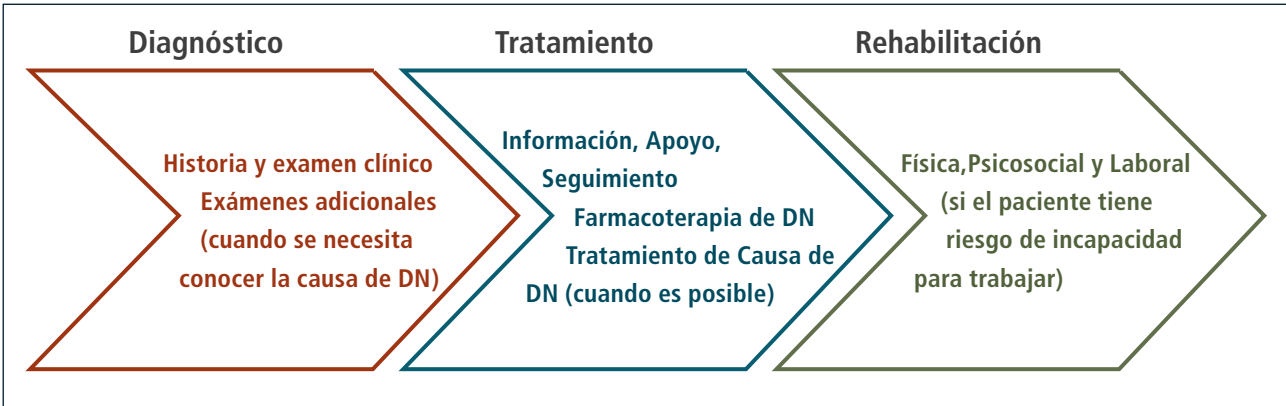 Diagnóstico
Historia y examen clínico
Exámenes adicionales
(cuando se necesita
conocer la causa de DN)
Tratamiento
Información, Apoyo,
Seguimiento
Farmacoterapia de DN
Tratamiento de Causa de
DN (cuando es posible)
Rehabilitación
Física,Psicosocial y Laboral
(si el paciente tiene
riesgo de incapacidad
para trabajar)